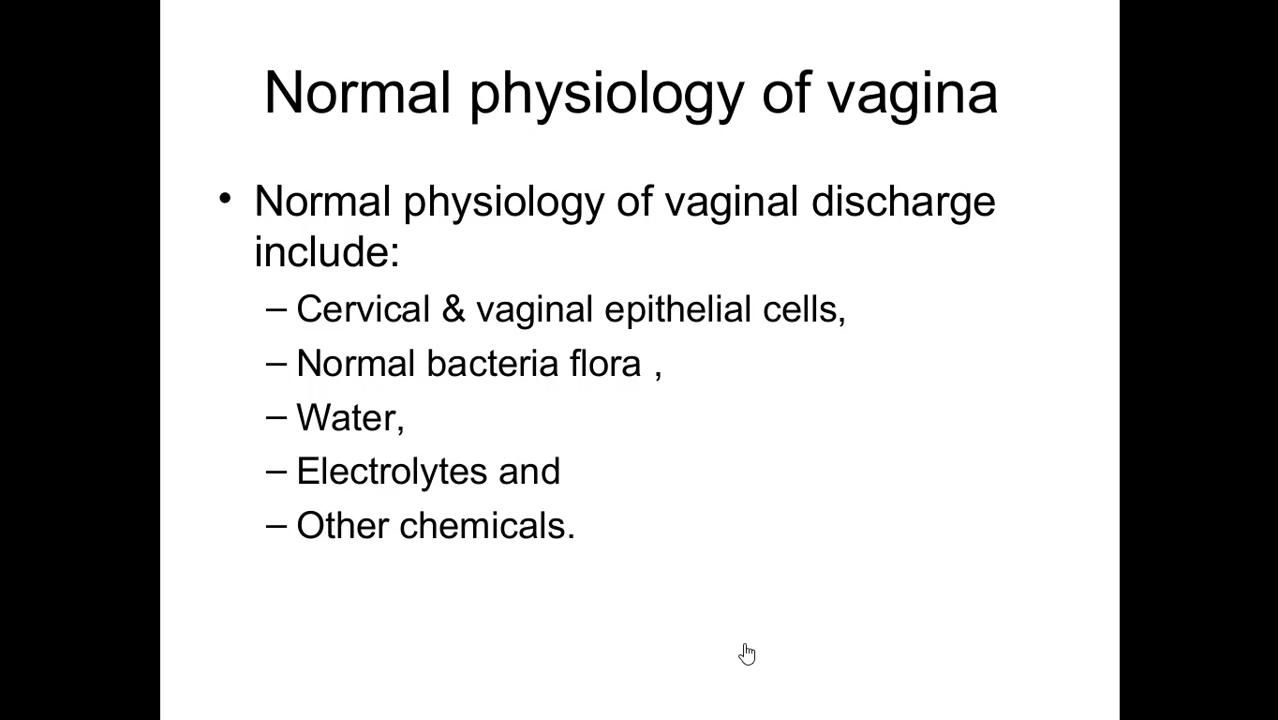 Normal physiology of vagina
• Normal physiology of vaginal discharge
include:
– Cervical & vaginal epithelial cells,
– Normal bacteria flora ,
– Water,
– Electrolytes and
– Other chemicals.